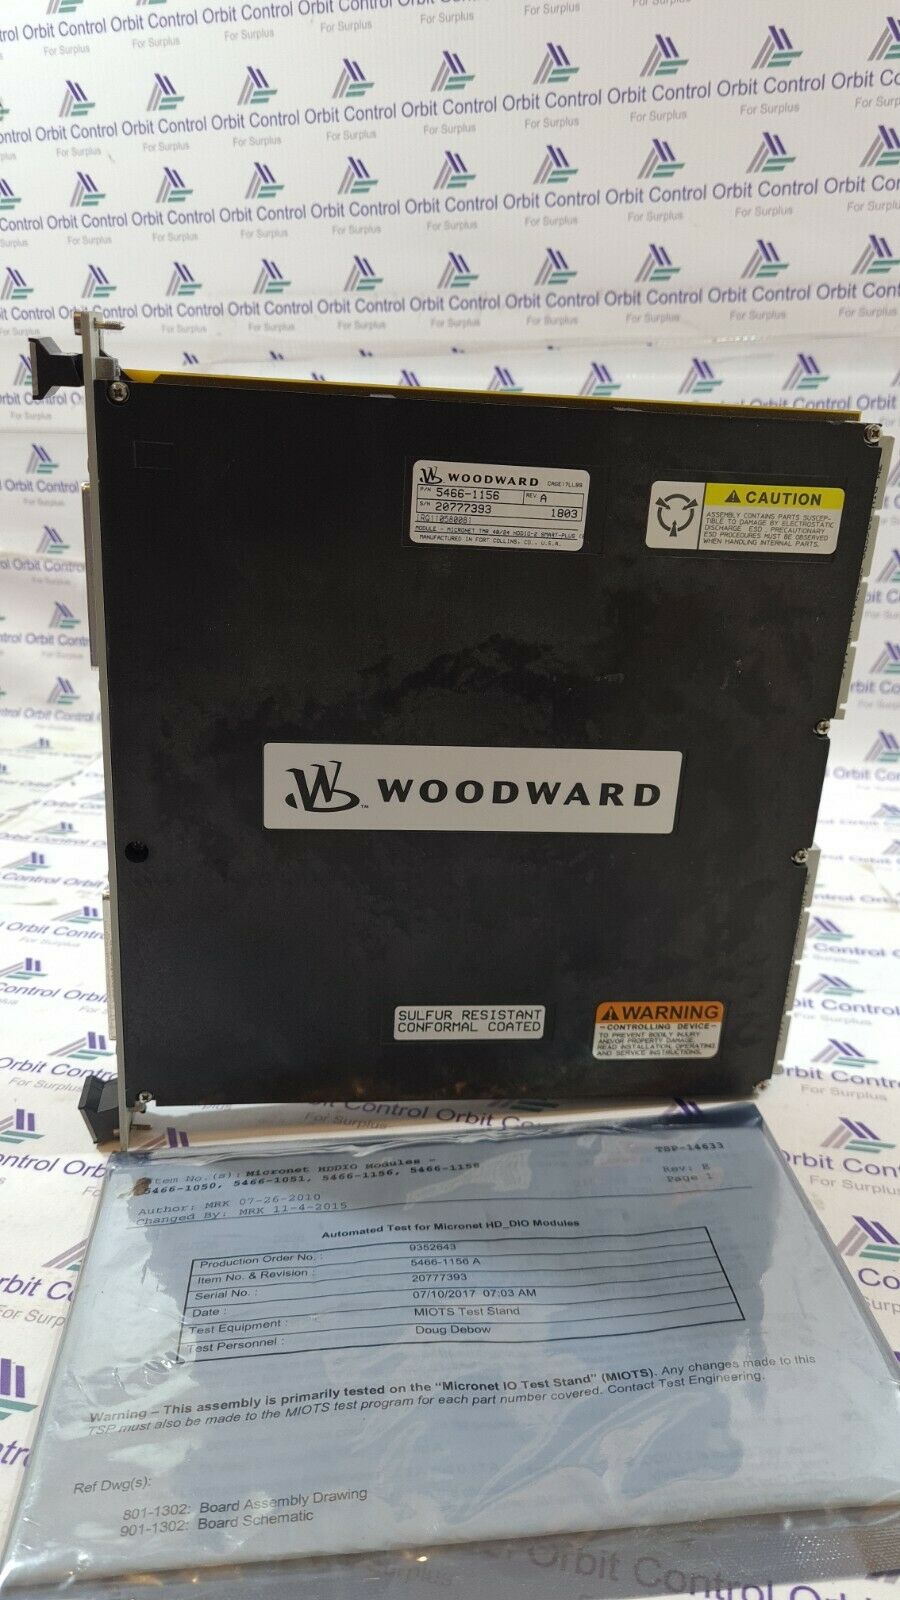 Orbit Control
For Surplus
WOODWARD CAGE:7LL99
P/N 5466-1156 REV A
S/N 20777393 1803
MODULE - MICRONET TMR 48/24 HDDIO-2 SMART-PLUS
MANUFACTURED IN FORT COLLINS, CO., U.S.A.
CAUTION
ASSEMBLY CONTAINS PARTS SUSCEP-
TIBLE TO DAMAGE BY ELECTROSTATIC
DISCHARGE ESD. PRECAUTIONARY
ESD PROCEDURES MUST BE OBSERVED
WHEN HANDLING INTERNAL PARTS.
W™ WOODWARD
SULFUR RESISTANT
CONFORMAL COATED
WARNING
-CONTROLLING DEVICE-
TO PREVENT BODILY INJURY
AND/OR PROPERTY DAMAGE,
READ INSTALLATION, OPERATING
AND SERVICE INSTRUCTIONS.
TSP-14633
Item No.(s): Micronet HDDIO Modules -
5466-1050, 5466-1051, 5466-1156, 5466-1156
Rev: E
Page 1
Author: MRK 07-26-2010
Changed By: MRK 11-4-2015
Automated Test for Micronet HD_DIO Modules
Production Order No. : 9352643
Item No. & Revision : 5466-1156 A
Serial No. : 20777393
Date : 07/10/2017 07:03 AM
Test Equipment : MIOTS Test Stand
Test Personnel : Doug Debow
Warning – This assembly is primarily tested on the "Micronet IO Test Stand" (MIOTS). Any changes made to this
TSP must also be made to the MIOTS test program for each part number covered. Contact Test Engineering.
Ref Dwg(s):
801-1302: Board Assembly Drawing
901-1302: Board Schematic